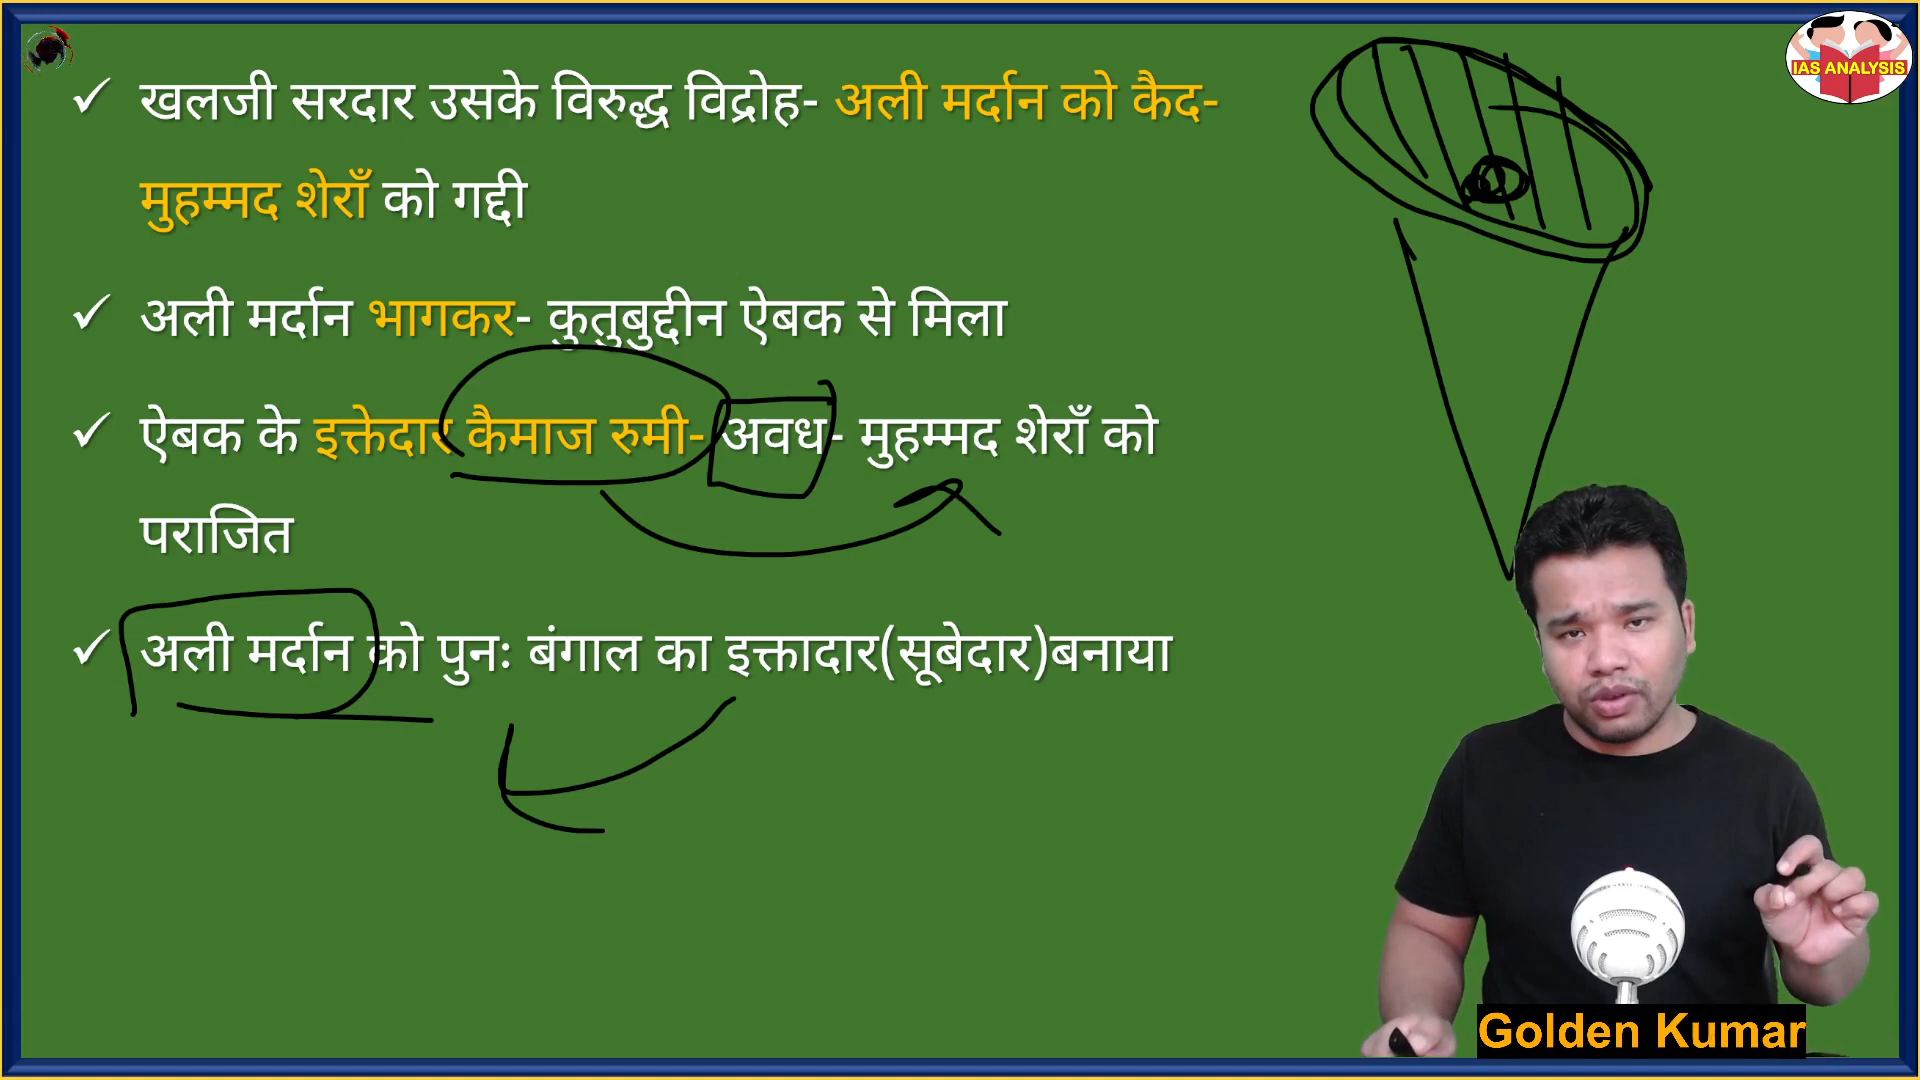 IAS ANALYSIS
खलजी सरदार उसके विरुद्ध विद्रोह- अली मर्दान को कैद-
मुहम्मद शेराँ को गद्दी
अली मर्दान भागकर- कुतुबुद्दीन ऐबक से मिला
ऐबक के इक्तेदार कैमाज रुमी- अवध- मुहम्मद शेराँ को
पराजित
अली मर्दान को पुनः बंगाल का इक्तादार(सूबेदार)बनाया
Golden Kumar